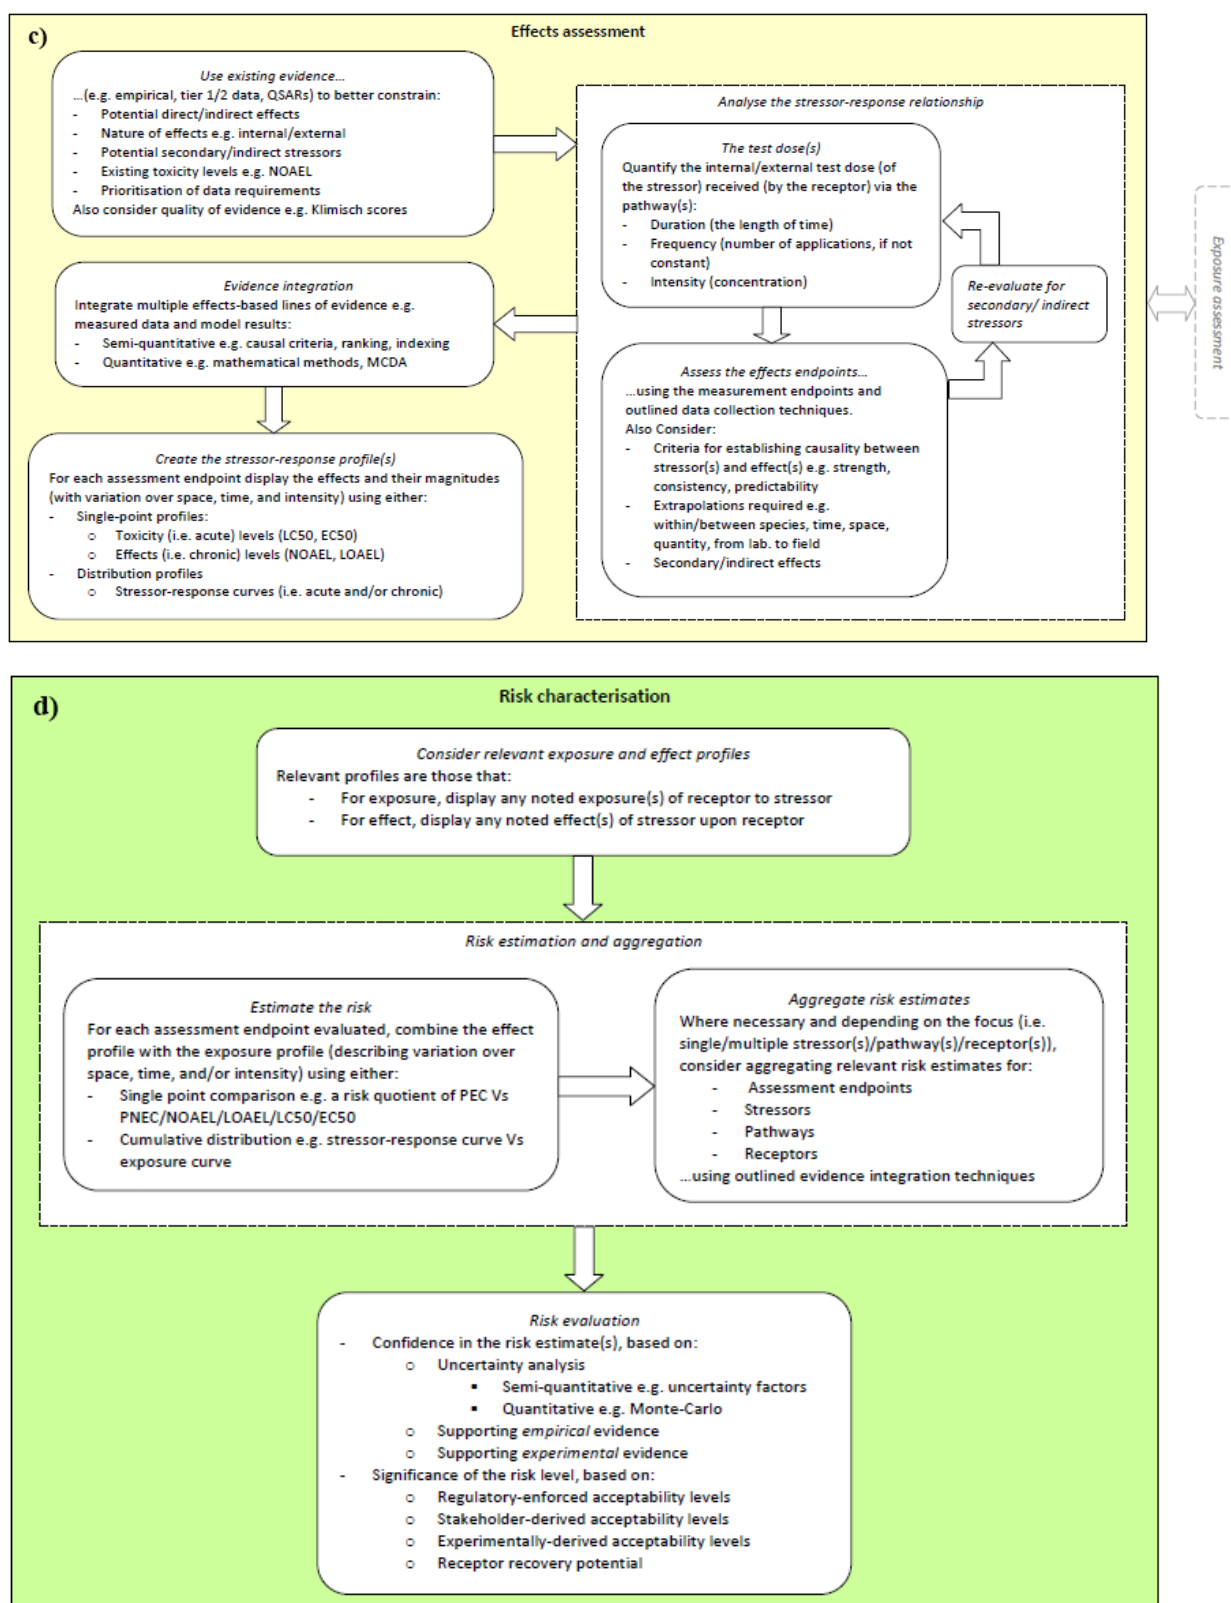 c)
Effects assessment
Use existing evidence...
...(e.g. empirical, tier 1/2 data, QSARs) to better constrain:
- Potential direct/indirect effects
- Nature of effects e.g. internal/external
- Potential secondary/indirect stressors
- Existing toxicity levels e.g. NOAEL
- Prioritisation of data requirements
Also consider quality of evidence e.g. Klimisch scores
Analyse the stressor-response relationship
The test dose(s)
Quantify the internal/external test dose (of
the stressor) received (by the receptor) via the
pathway(s):
- Duration (the length of time)
- Frequency (number of applications, if not
constant)
- Intensity (concentration)
Re-evaluate for
secondary/ indirect
stressors
Exposure assessment
Evidence integration
Integrate multiple effects-based lines of evidence e.g.
measured data and model results:
- Semi-quantitative e.g. causal criteria, ranking, indexing
- Quantitative e.g. mathematical methods, MCDA
Assess the effects endpoints...
...using the measurement endpoints and
outlined data collection techniques.
Also Consider:
- Criteria for establishing causality between
stressor(s) and effect(s) e.g. strength,
consistency, predictability
- Extrapolations required e.g.
within/between species, time, space,
quantity, from lab. to field
- Secondary/indirect effects
Create the stressor-response profile(s)
For each assessment endpoint display the effects and their magnitudes
(with variation over space, time, and intensity) using either:
- Single-point profiles:
o Toxicity (i.e. acute) levels (LC50, EC50)
o Effects (i.e. chronic) levels (NOAEL, LOAEL)
- Distribution profiles
o Stressor-response curves (i.e. acute and/or chronic)
d)
Risk characterisation
Consider relevant exposure and effect profiles
Relevant profiles are those that:
- For exposure, display any noted exposure(s) of receptor to stressor
- For effect, display any noted effect(s) of stressor upon receptor
Risk estimation and aggregation
Estimate the risk
For each assessment endpoint evaluated, combine the effect
profile with the exposure profile (describing variation over
space, time, and/or intensity) using either:
- Single point comparison e.g. a risk quotient of PEC Vs
PNEC/NOAEL/LOAEL/LC50/EC50
- Cumulative distribution e.g. stressor-response curve Vs
exposure curve
Aggregate risk estimates
Where necessary and depending on the focus (i.e.
single/multiple stressor(s)/pathway(s)/receptor(s)),
consider aggregating relevant risk estimates for:
- Assessment endpoints
- Stressors
- Pathways
- Receptors
...using outlined evidence integration techniques
Risk evaluation
- Confidence in the risk estimate(s), based on:
o Uncertainty analysis
▪ Semi-quantitative e.g. uncertainty factors
▪ Quantitative e.g. Monte-Carlo
o Supporting empirical evidence
o Supporting experimental evidence
- Significance of the risk level, based on:
o Regulatory-enforced acceptability levels
o Stakeholder-derived acceptability levels
o Experimentally-derived acceptability levels
o Receptor recovery potential